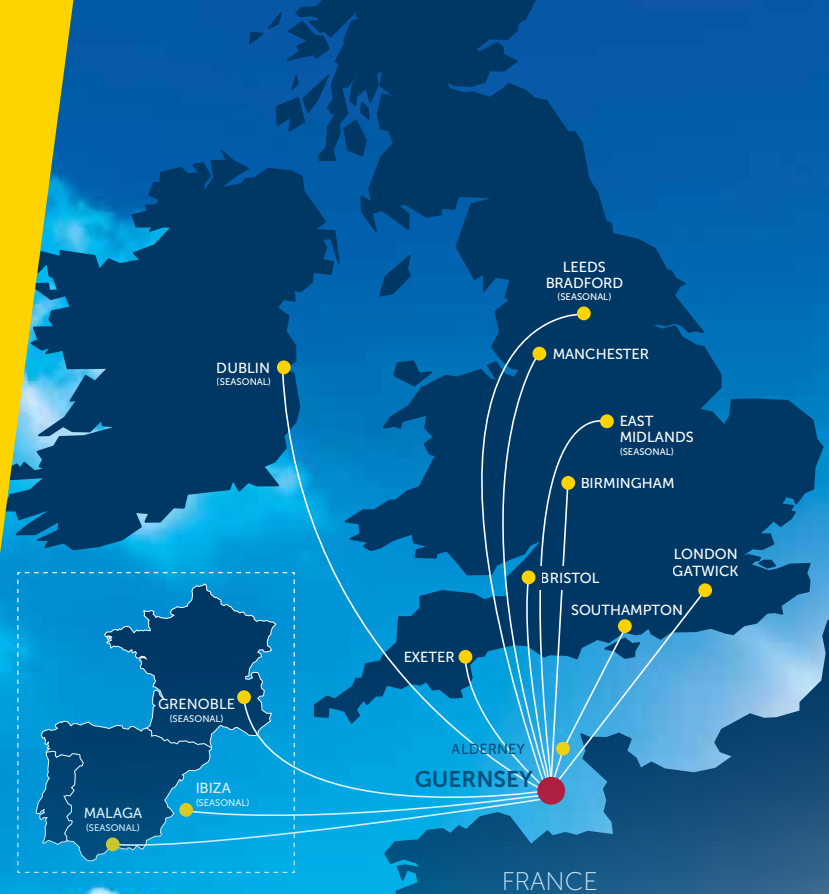 LEEDS
BRADFORD
(SEASONAL)
MANCHESTER
DUBLIN
(SEASONAL)
EAST
MIDLANDS
(SEASONAL)
BIRMINGHAM
LONDON
GATWICK
BRISTOL
SOUTHAMPTON
EXETER
GRENOBLE
(SEASONAL)
ALDERNEY
GUERNSEY
IBIZA
(SEASONAL)
MALAGA
(SEASONAL)
FRANCE